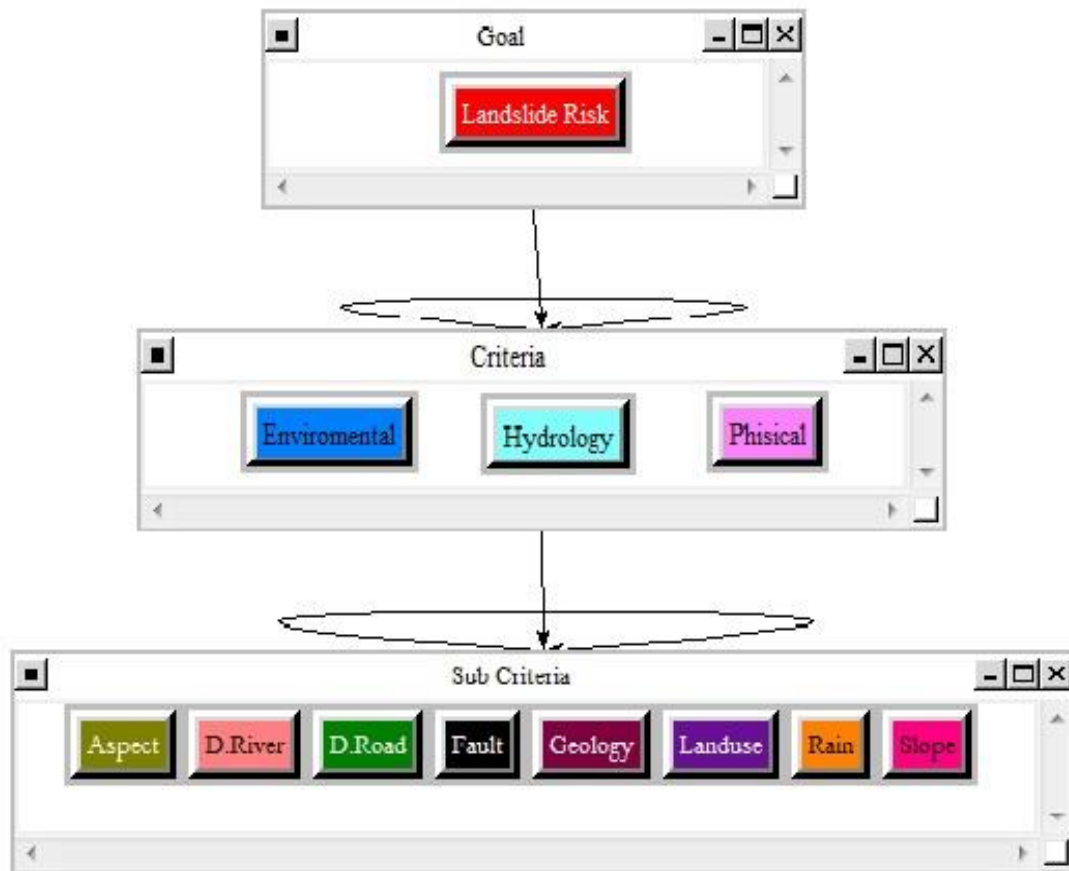 Goal
Landslide Risk
Criteria
Enviromental Hydrology Phisical
Sub Criteria
Aspect D.River D.Road Fault Geology Landuse Rain Slope